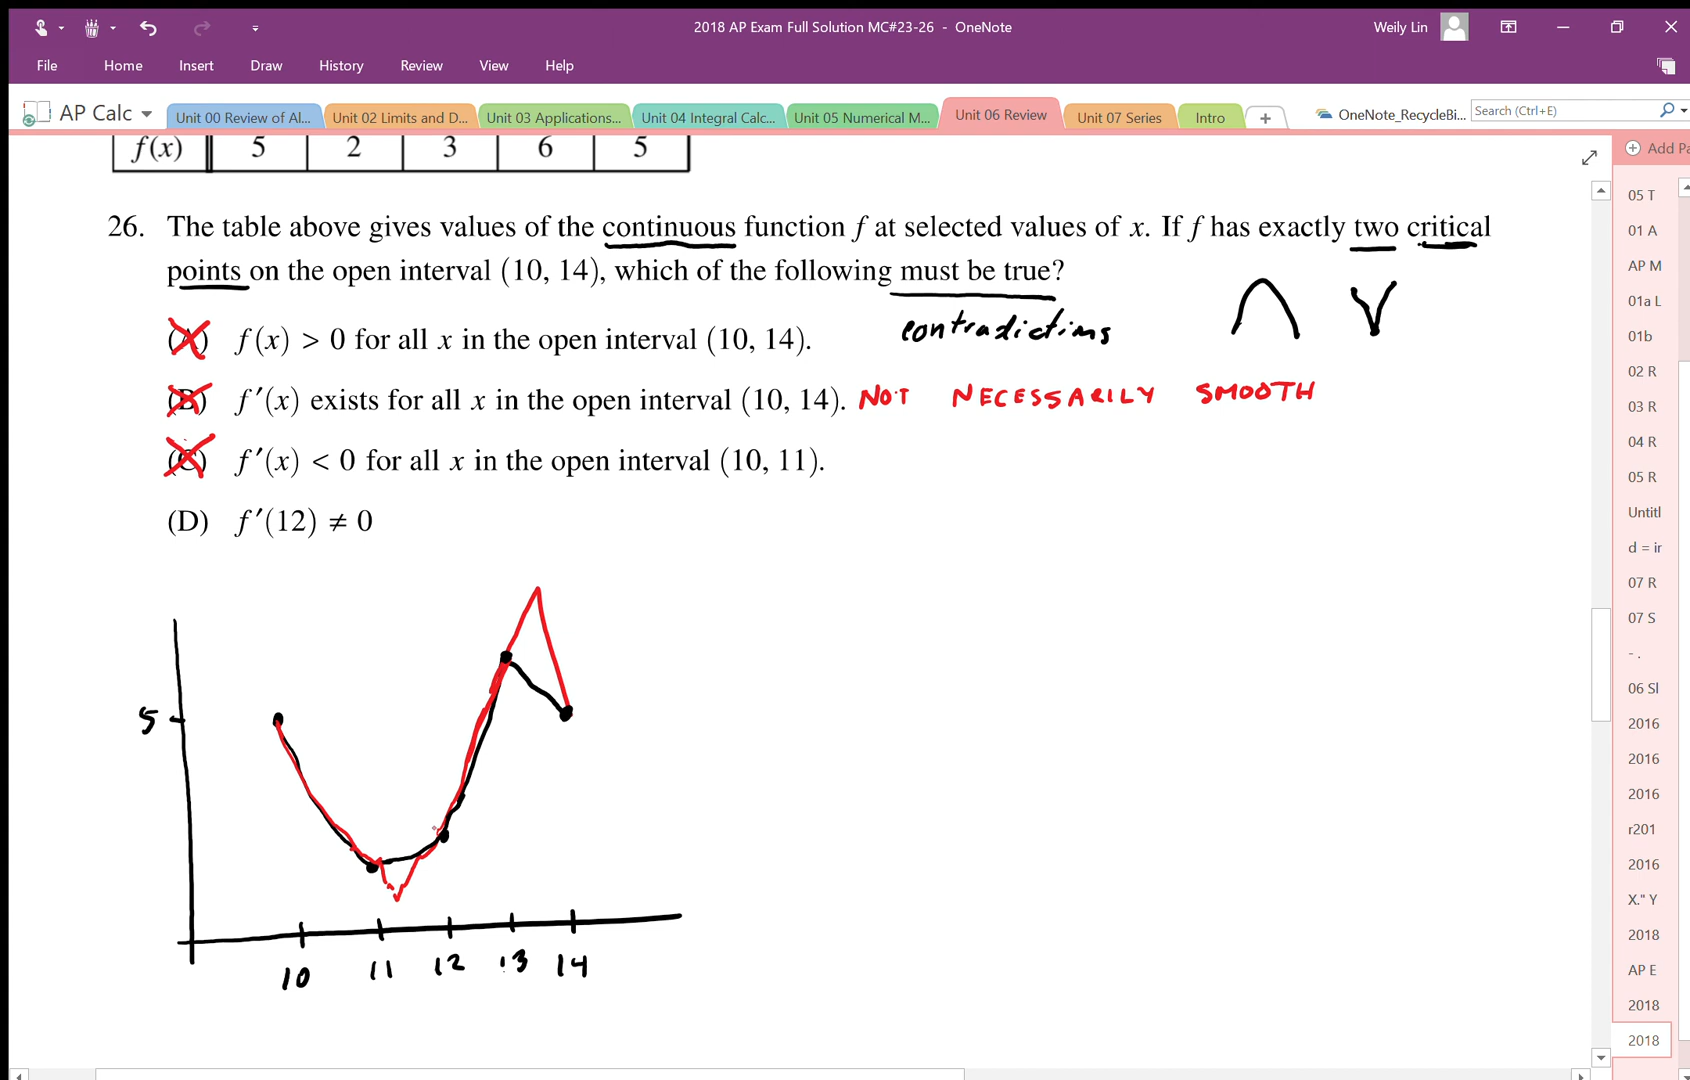 2018 AP Exam Full Solution MC#23-26 - OneNote
Weily Lin
File Home Insert Draw History Review View Help
AP Calc
Unit 00 Review of Al... Unit 02 Limits and D... Unit 03 Applications... Unit 04 Integral Calc... Unit 05 Numerical M... Unit 06 Review Unit 07 Series Intro
OneNote_RecycleBi...
Search (Ctrl+E)
f(x) 5 2 3 6 5
26. The table above gives values of the continuous function f at selected values of x. If f has exactly two critical
points on the open interval (10, 14), which of the following must be true?
contradictions
(A) f(x) > 0 for all x in the open interval (10, 14).
(B) f′(x) exists for all x in the open interval (10, 14). NOT NECESSARILY SMOOTH
(C) f′(x) < 0 for all x in the open interval (10, 11).
(D) f′(12) ≠ 0
5
10 11 12 13 14
Add Pa
05 T
01 A
AP M
01a L
01b
02 R
03 R
04 R
05 R
Untitl
d = ir
07 R
07 S
- .
06 Sl
2016
2016
2016
r201
2016
X." Y
2018
AP E
2018
2018